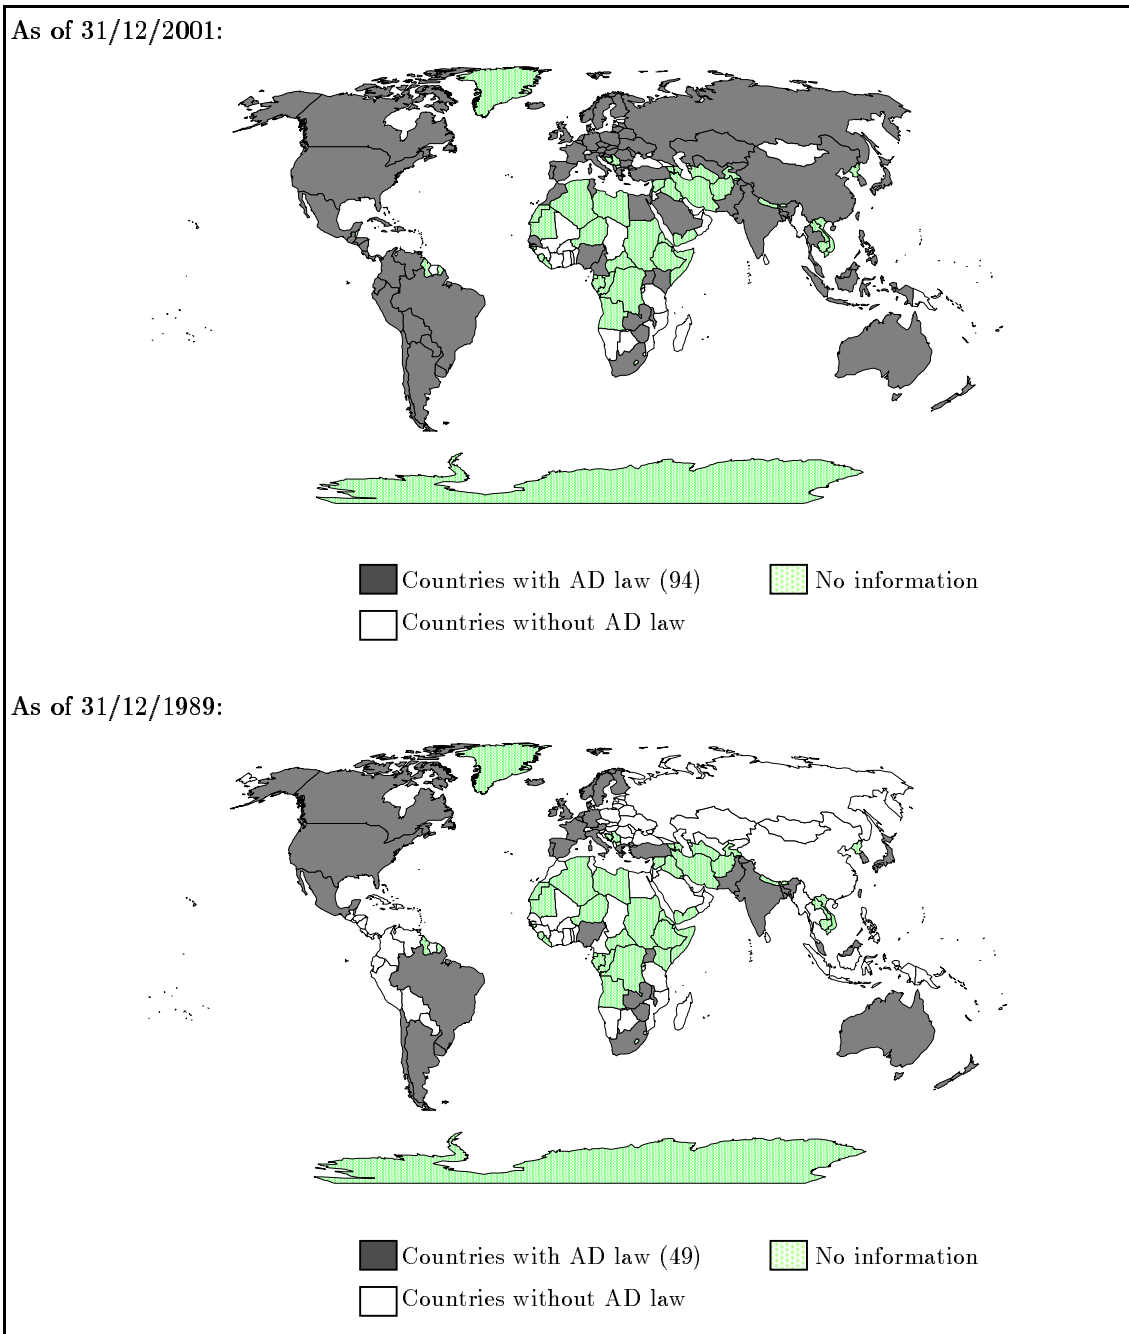 As of 31/12/2001:
Countries with AD law (94)
No information
Countries without AD law
As of 31/12/1989:
Countries with AD law (49)
No information
Countries without AD law